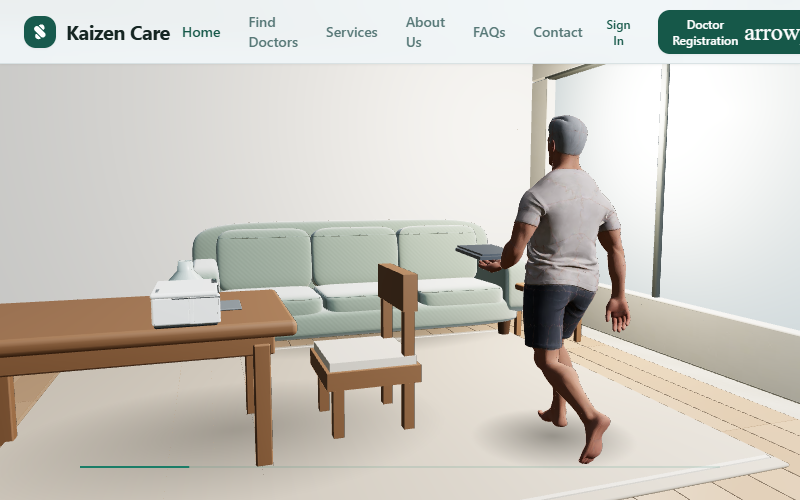 Kaizen Care
Home
Find
Doctors
Services
About
Us
FAQs
Contact
Sign
In
Doctor
Registration
arrow